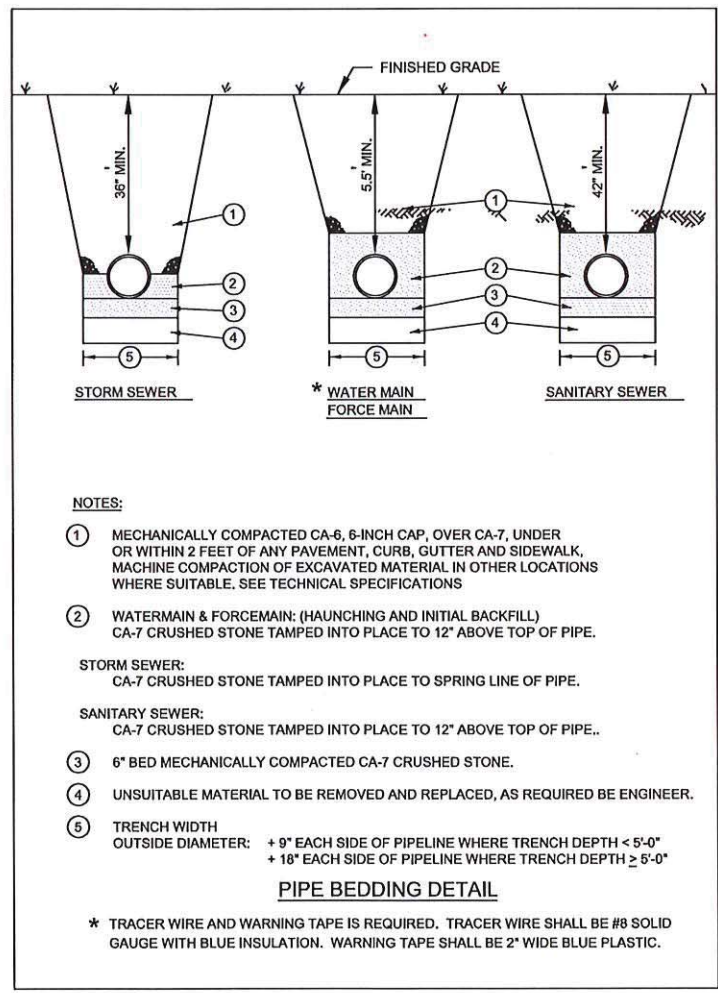 FINISHED GRADE
36" MIN.
5.5' MIN.
42" MIN.
1
1
2
3
4
2
3
4
5
5
5
STORM SEWER
* WATER MAIN
FORCE MAIN
SANITARY SEWER
NOTES:
1 MECHANICALLY COMPACTED CA-6, 6-INCH CAP, OVER CA-7, UNDER
OR WITHIN 2 FEET OF ANY PAVEMENT, CURB, GUTTER AND SIDEWALK,
MACHINE COMPACTION OF EXCAVATED MATERIAL IN OTHER LOCATIONS
WHERE SUITABLE, SEE TECHNICAL SPECIFICATIONS
2 WATERMAIN & FORCEMAIN: (HAUNCHING AND INITIAL BACKFILL)
CA-7 CRUSHED STONE TAMPED INTO PLACE TO 12" ABOVE TOP OF PIPE.
STORM SEWER:
CA-7 CRUSHED STONE TAMPED INTO PLACE TO SPRING LINE OF PIPE.
SANITARY SEWER:
CA-7 CRUSHED STONE TAMPED INTO PLACE TO 12" ABOVE TOP OF PIPE..
3 6" BED MECHANICALLY COMPACTED CA-7 CRUSHED STONE.
4 UNSUITABLE MATERIAL TO BE REMOVED AND REPLACED, AS REQUIRED BE ENGINEER.
5 TRENCH WIDTH
OUTSIDE DIAMETER: + 9" EACH SIDE OF PIPELINE WHERE TRENCH DEPTH < 5'-0"
+ 18" EACH SIDE OF PIPELINE WHERE TRENCH DEPTH ≥ 5'-0"
PIPE BEDDING DETAIL
* TRACER WIRE AND WARNING TAPE IS REQUIRED. TRACER WIRE SHALL BE #8 SOLID
GAUGE WITH BLUE INSULATION. WARNING TAPE SHALL BE 2" WIDE BLUE PLASTIC.